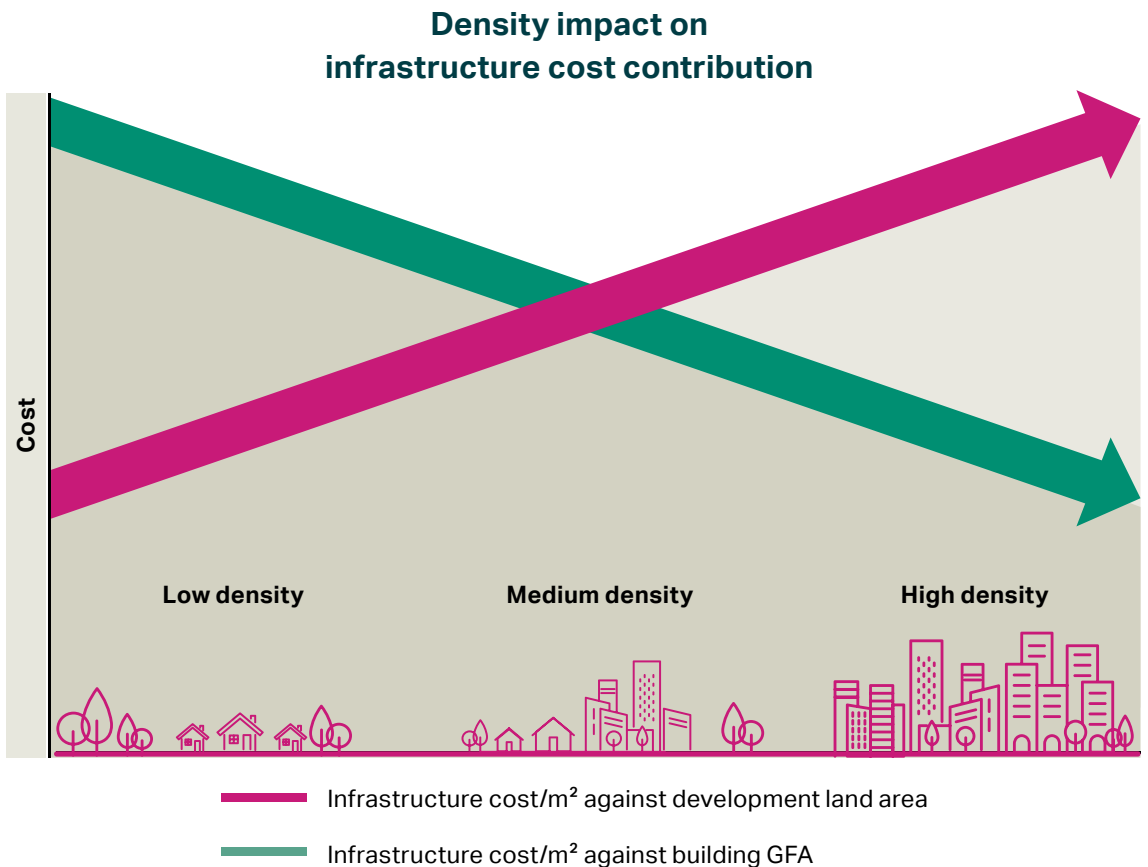 Density impact on
infrastructure cost contribution
Cost
Low density
Medium density
High density
Infrastructure cost/m² against development land area
Infrastructure cost/m² against building GFA